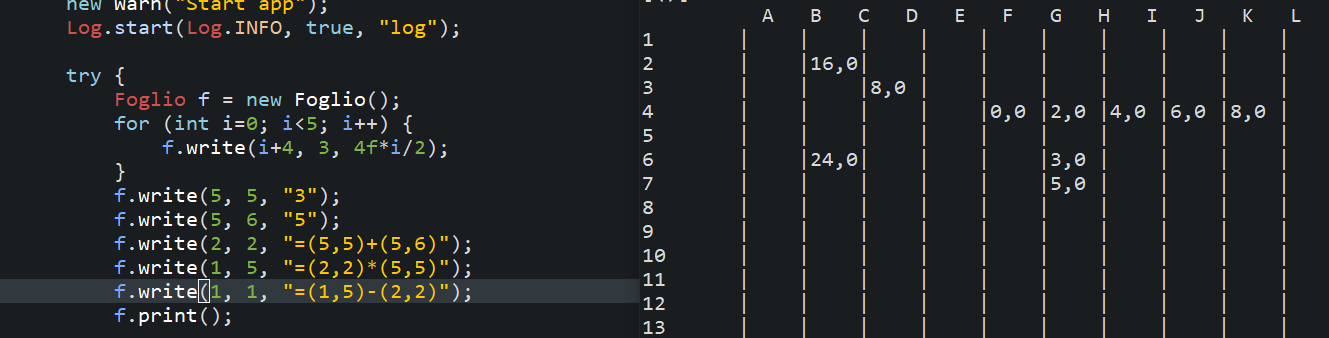 new Warn("Start app");
Log.start(Log.INFO, true, "log");
try {
Foglio f = new Foglio();
for (int i=0; i<5; i++) {
f.write(i+4, 3, 4f*i/2);
}
f.write(5, 5, "3");
f.write(5, 6, "5");
f.write(2, 2, "=(5,5)+(5,6)");
f.write(1, 5, "=(2,2)*(5,5)");
f.write(1, 1, "=(1,5)-(2,2)");
f.print();
A B C D E F G H I J K L
1 | | | | | | | | | |
2 | |16,0| | | | | | | |
3 | | |8,0 | | | | | | |
4 | | | | |0,0 |2,0 |4,0 |6,0 |8,0 |
5 | | | | | | | | | |
6 | |24,0| | | |3,0 | | | |
7 | | | | | |5,0 | | | |
8 | | | | | | | | | |
9 | | | | | | | | | |
10 | | | | | | | | | |
11 | | | | | | | | | |
12 | | | | | | | | | |
13 | | | | | | | | | |